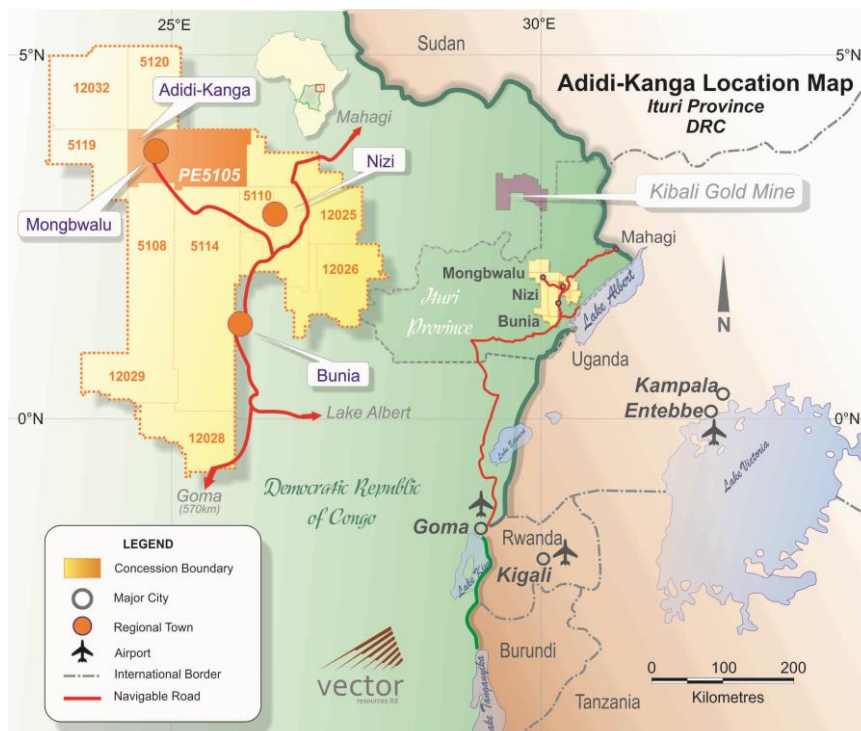 25°E
30°E
5°N
5°N
Sudan
Adidi-Kanga Location Map
Ituri Province
DRC
5120
12032
Adidi-Kanga
Mahagi
5119
PE5105
Nizi
5110
Kibali Gold Mine
Mongbwalu
12025
5108
5114
12026
Mahagi
Mongbwalu
Nizi
Bunia
Ituri
Province
Lake Albert
N
Uganda
Bunia
12029
Kampala
Entebbe
0°N
0°N
Lake Albert
12028
Lake Victoria
Goma
(570km)
Democratic Republic
of Congo
Goma
Rwanda
Kigali
Burundi
Lake Tanganyika
Tanzania
LEGEND
Concession Boundary
Major City
Regional Town
Airport
International Border
Navigable Road
vector
resources ltd
0 100 200
Kilometres